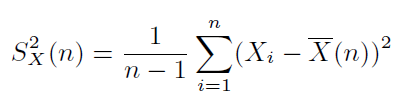 $S_X^2(n) = \frac{1}{n-1} \sum_{i=1}^{n} (X_i - \overline{X}(n))^2$